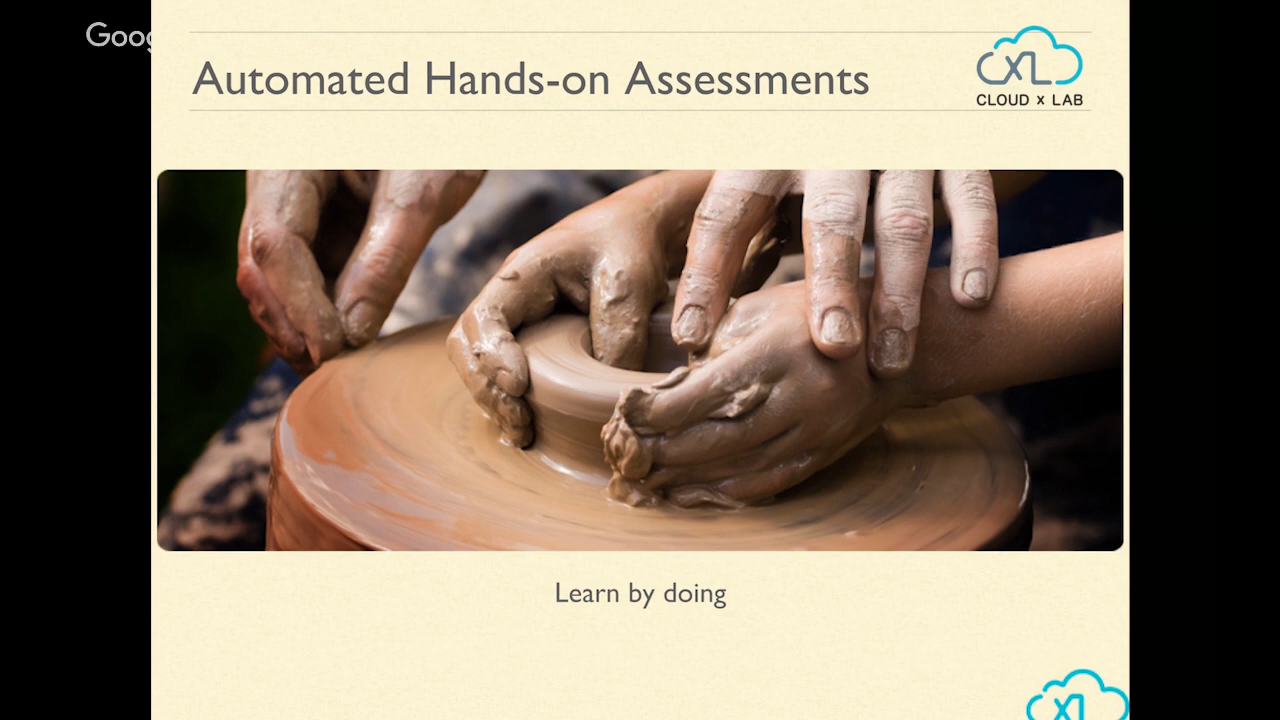 Goog
Automated Hands-on Assessments
CLOUD x LAB
Learn by doing